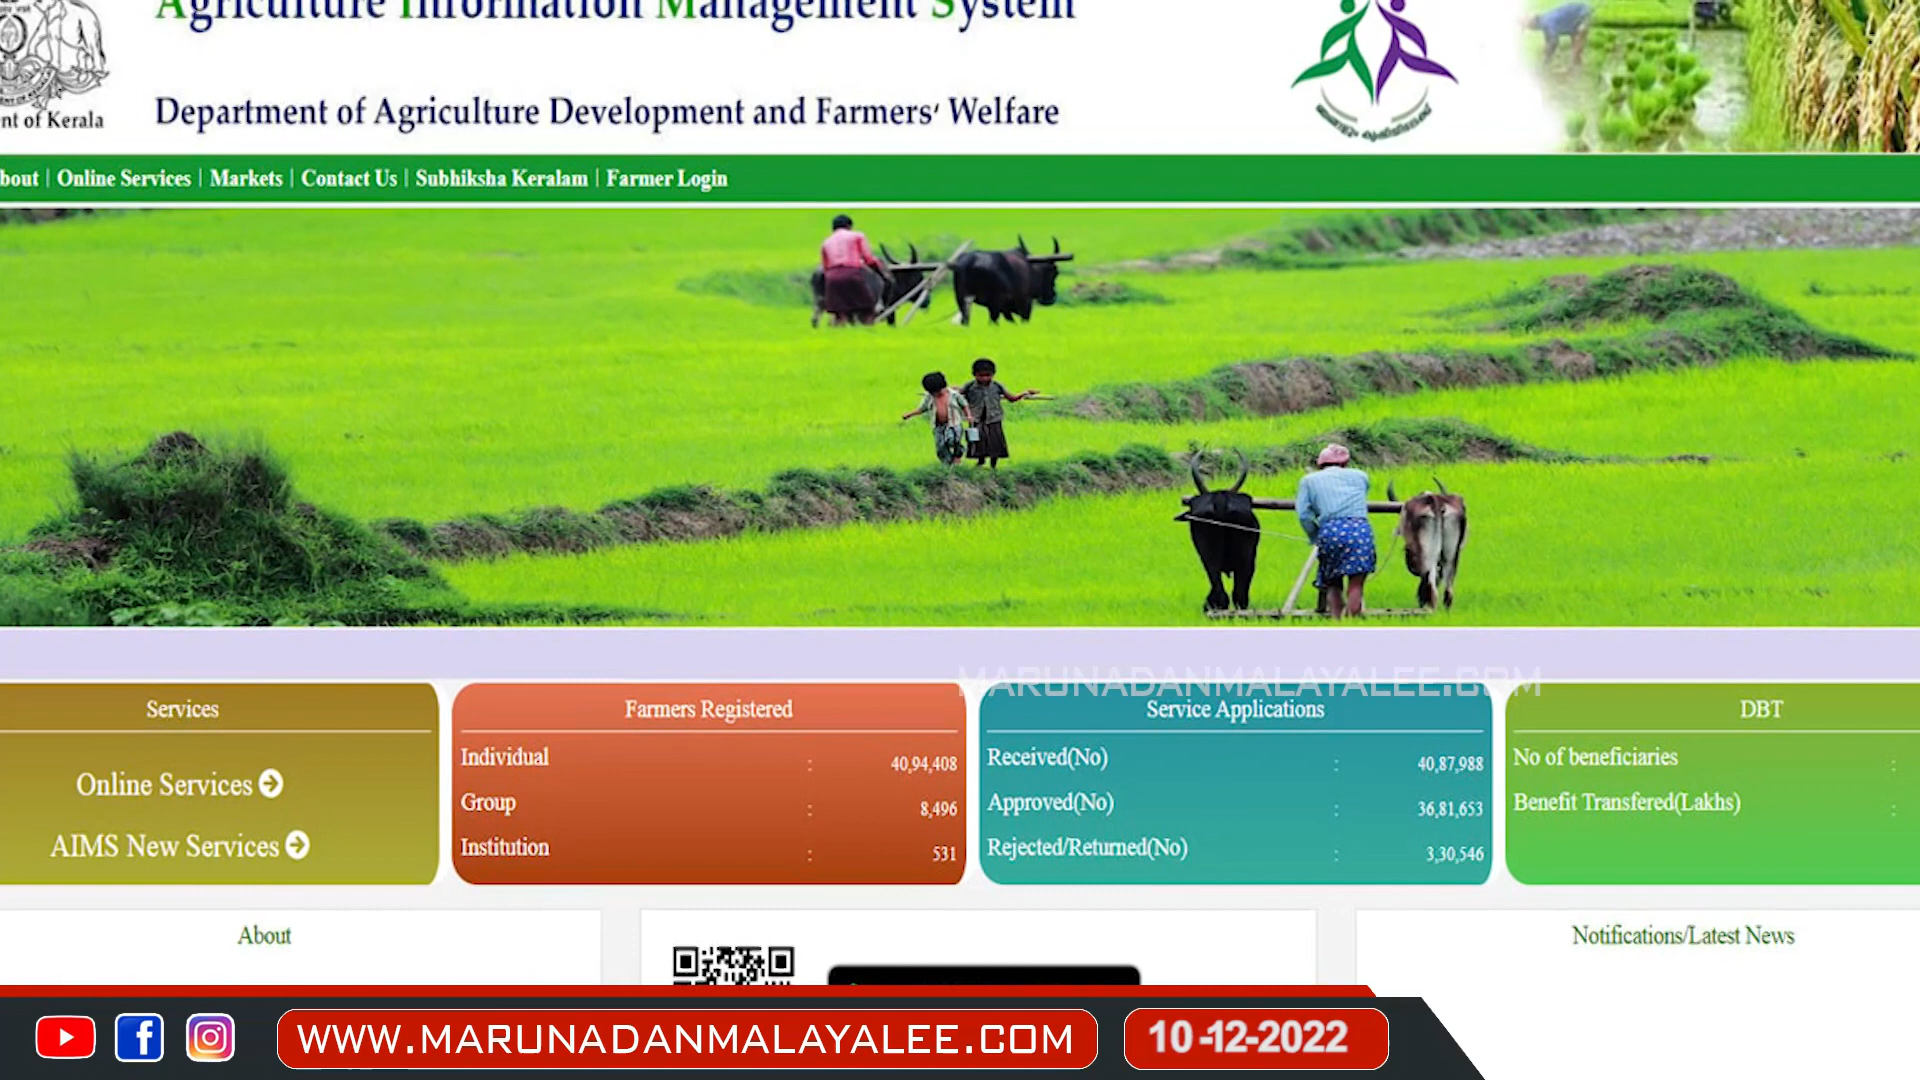 Agriculture Information Management System
nt of Kerala
Department of Agriculture Development and Farmers' Welfare
bout | Online Services | Markets | Contact Us | Subhiksha Keralam | Farmer Login
MARUNADANMALAYALEE.COM
Services
Online Services
AIMS New Services
Farmers Registered
Individual : 40,94,408
Group : 8,496
Institution : 531
Service Applications
Received(No) : 40,87,988
Approved(No) : 36,81,653
Rejected/Returned(No) : 3,30,546
DBT
No of beneficiaries :
Benefit Transfered(Lakhs) :
About
Notifications/Latest News
WWW.MARUNADANMALAYALEE.COM
10-12-2022